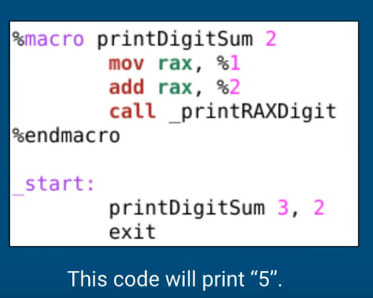 %macro printDigitSum 2
        mov rax, %1
        add rax, %2
        call _printRAXDigit
%endmacro
_start:
        printDigitSum 3, 2
        exit
This code will print “5”.